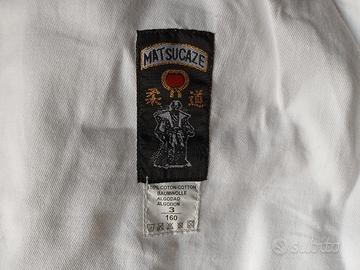 MATSUCAZE
柔 道
100% COTON-COTTON
BAUMWOLLE
ALGODAO
ALGODON
3
160
subito